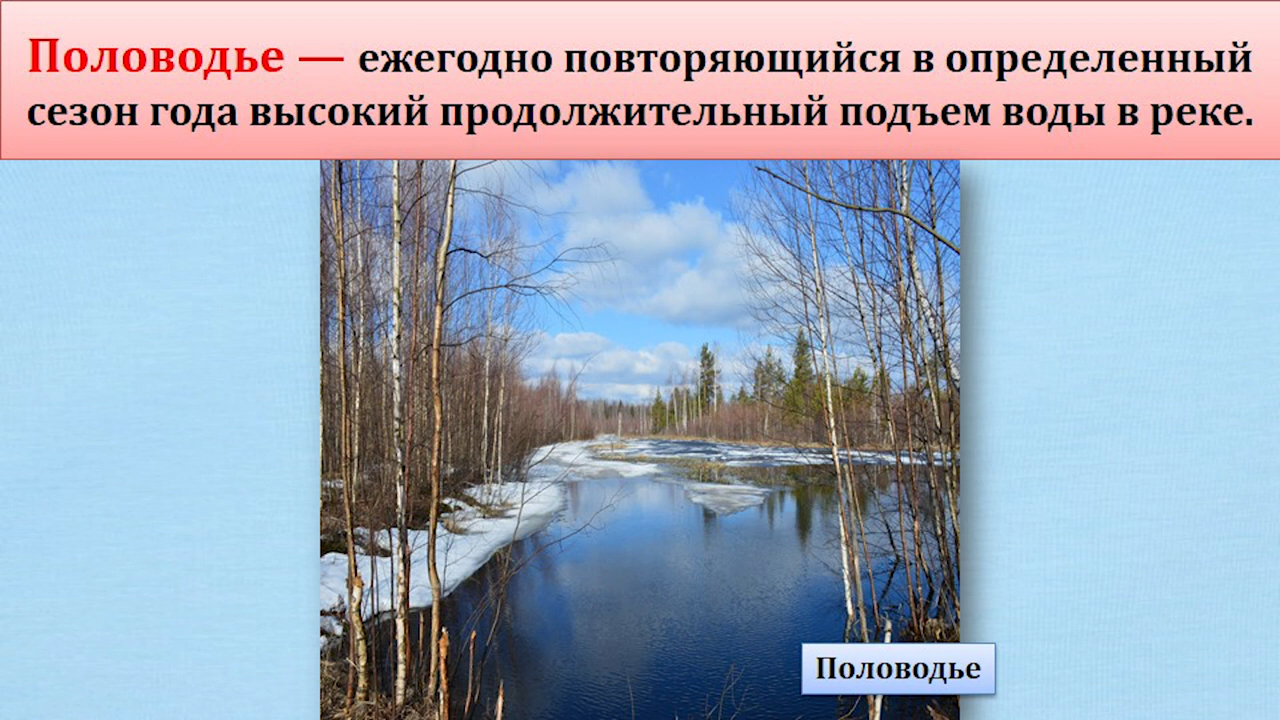 Половодье — ежегодно повторяющийся в определенный
сезон года высокий продолжительный подъем воды в реке.
Половодье